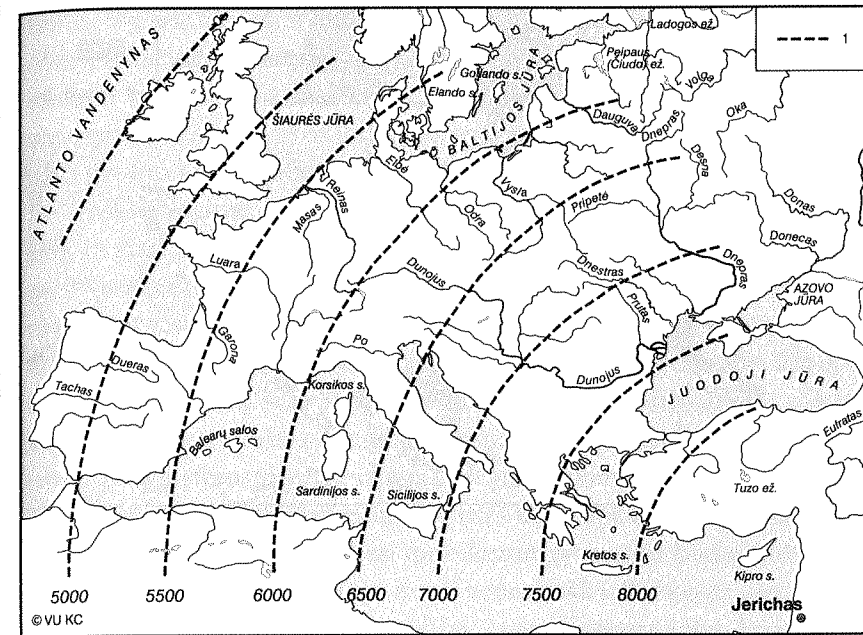 Ladogos ež.
1
Peipaus
(Čiudo) ež.
Volga
ATLANTO VANDENYNAS
Gotlando s.
Elando s.
BALTIJOS JŪRA
ŠIAURĖS JŪRA
Dauguva
Dnepras
Oka
Desna
Elbė
Reinas
Masas
Vysla
Odra
Pripetė
Donas
Donecas
Luara
Dunojus
Dnestras
Dnepras
Prutas
AZOVO
JŪRA
Garona
Po
Dueras
Tachas
Korsikos s.
Dunojus
JUODOJI JŪRA
Balearų salos
Eufratas
Sardinijos s.
Sicilijos s.
Tuzo ež.
Kretos s.
Kipro s.
5000 5500 6000 6500 7000 7500 8000
Jerichas
© VU KC